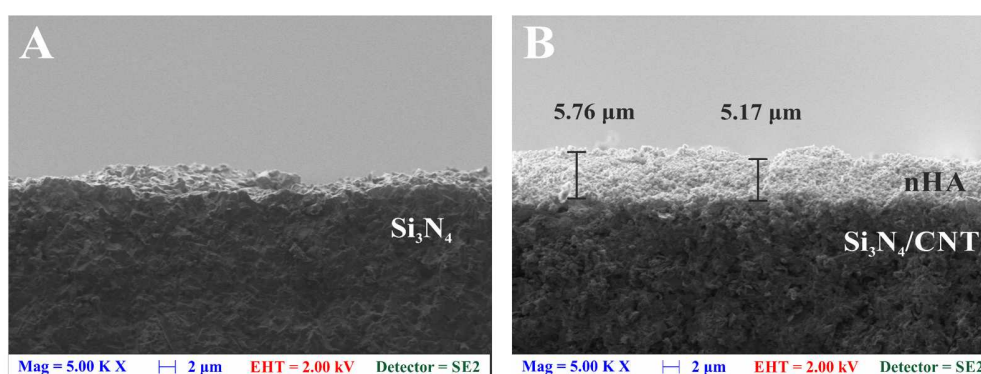 A
Si₃N₄
Mag = 5.00 K X 2 μm EHT = 2.00 kV Detector = SE2
B
5.76 μm
5.17 μm
nHA
Si₃N₄/CNT
Mag = 5.00 K X 2 μm EHT = 2.00 kV Detector = SE2